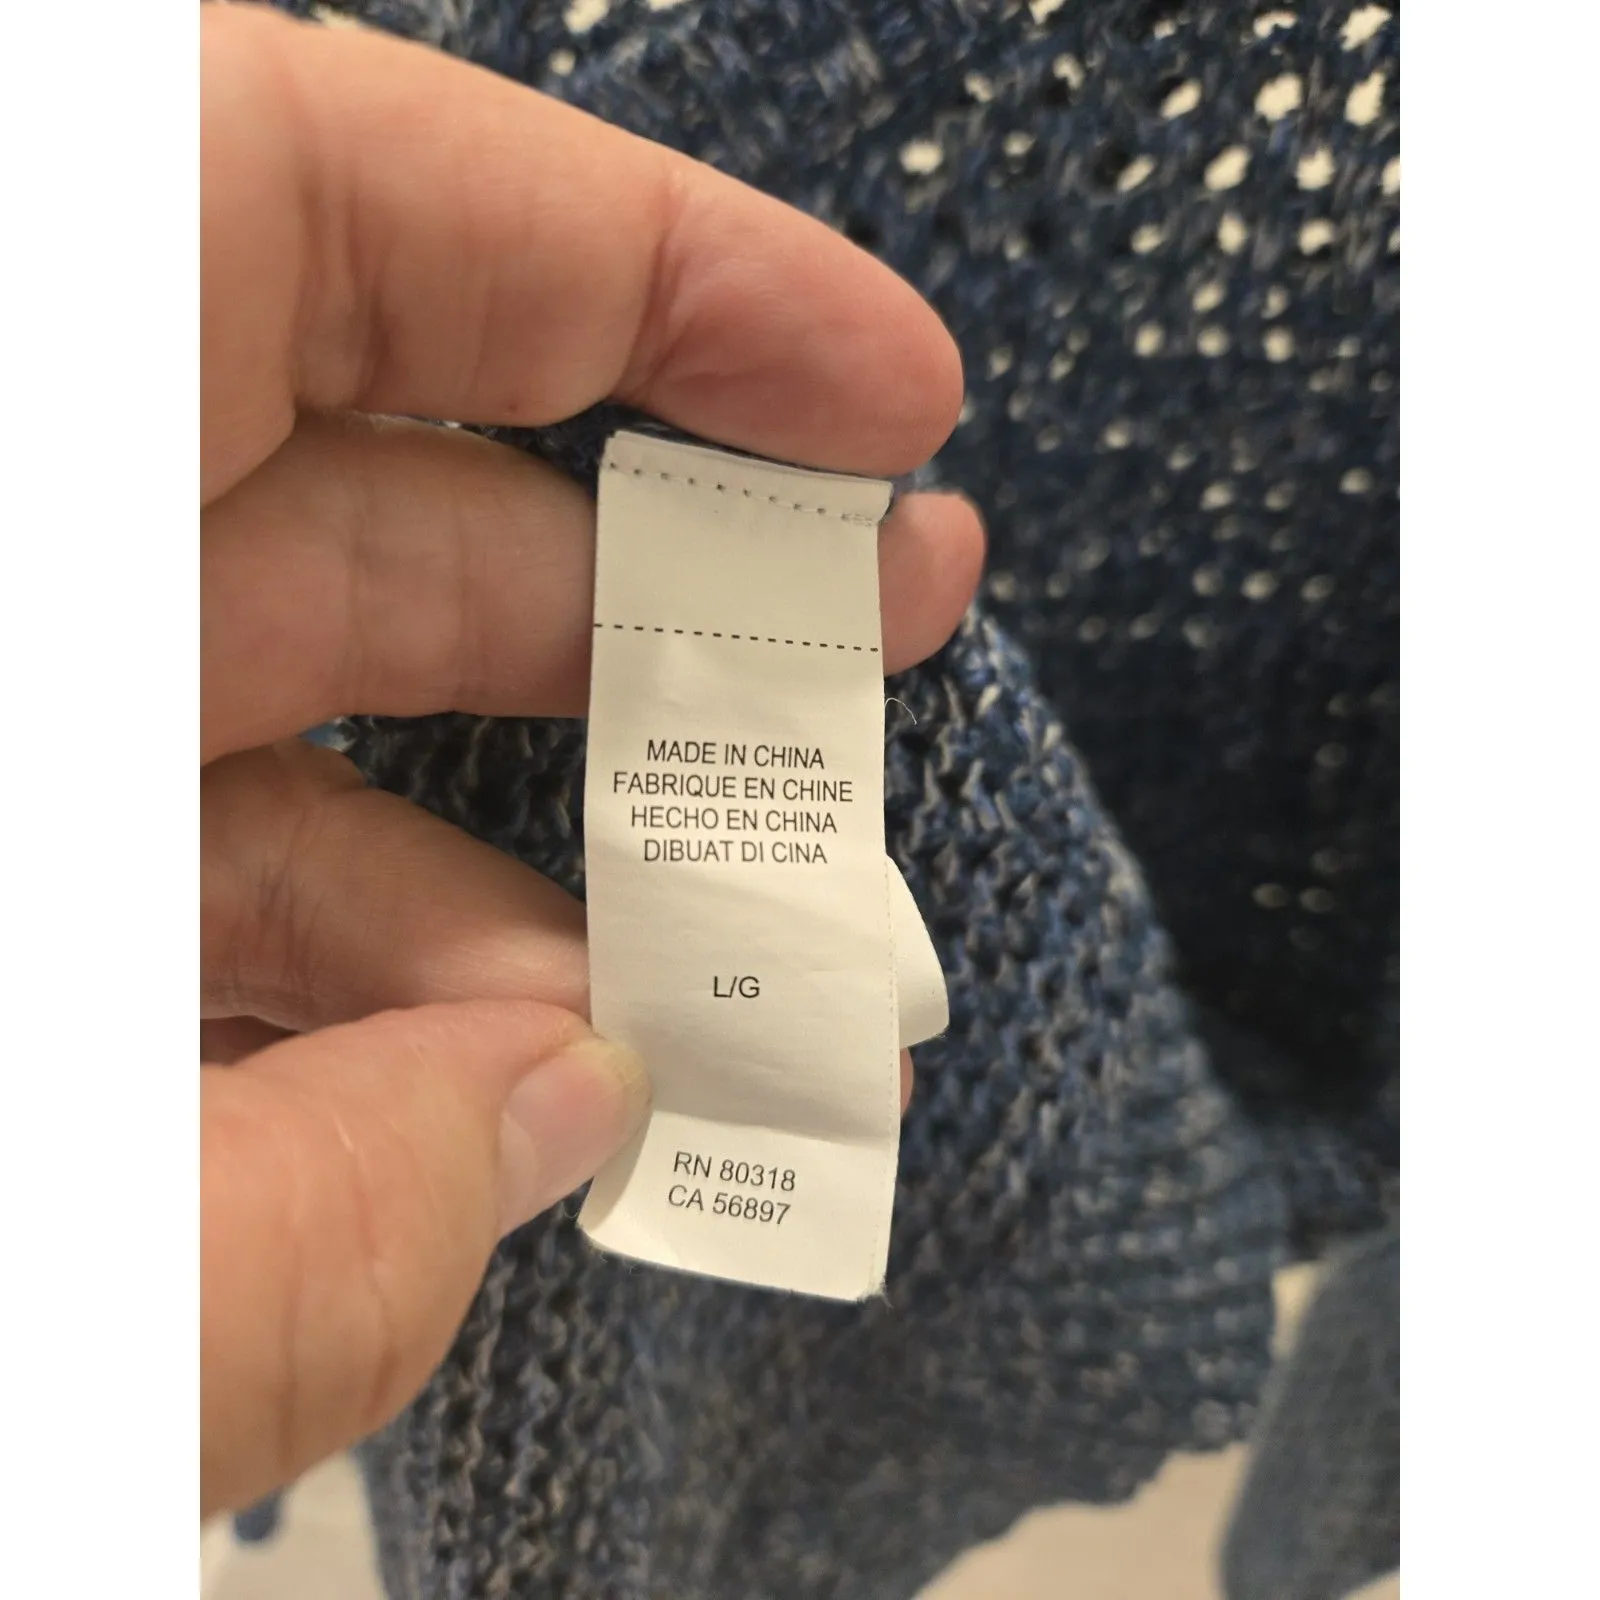 MADE IN CHINA
FABRIQUE EN CHINE
HECHO EN CHINA
DIBUAT DI CINA
L/G
RN 80318
CA 56897